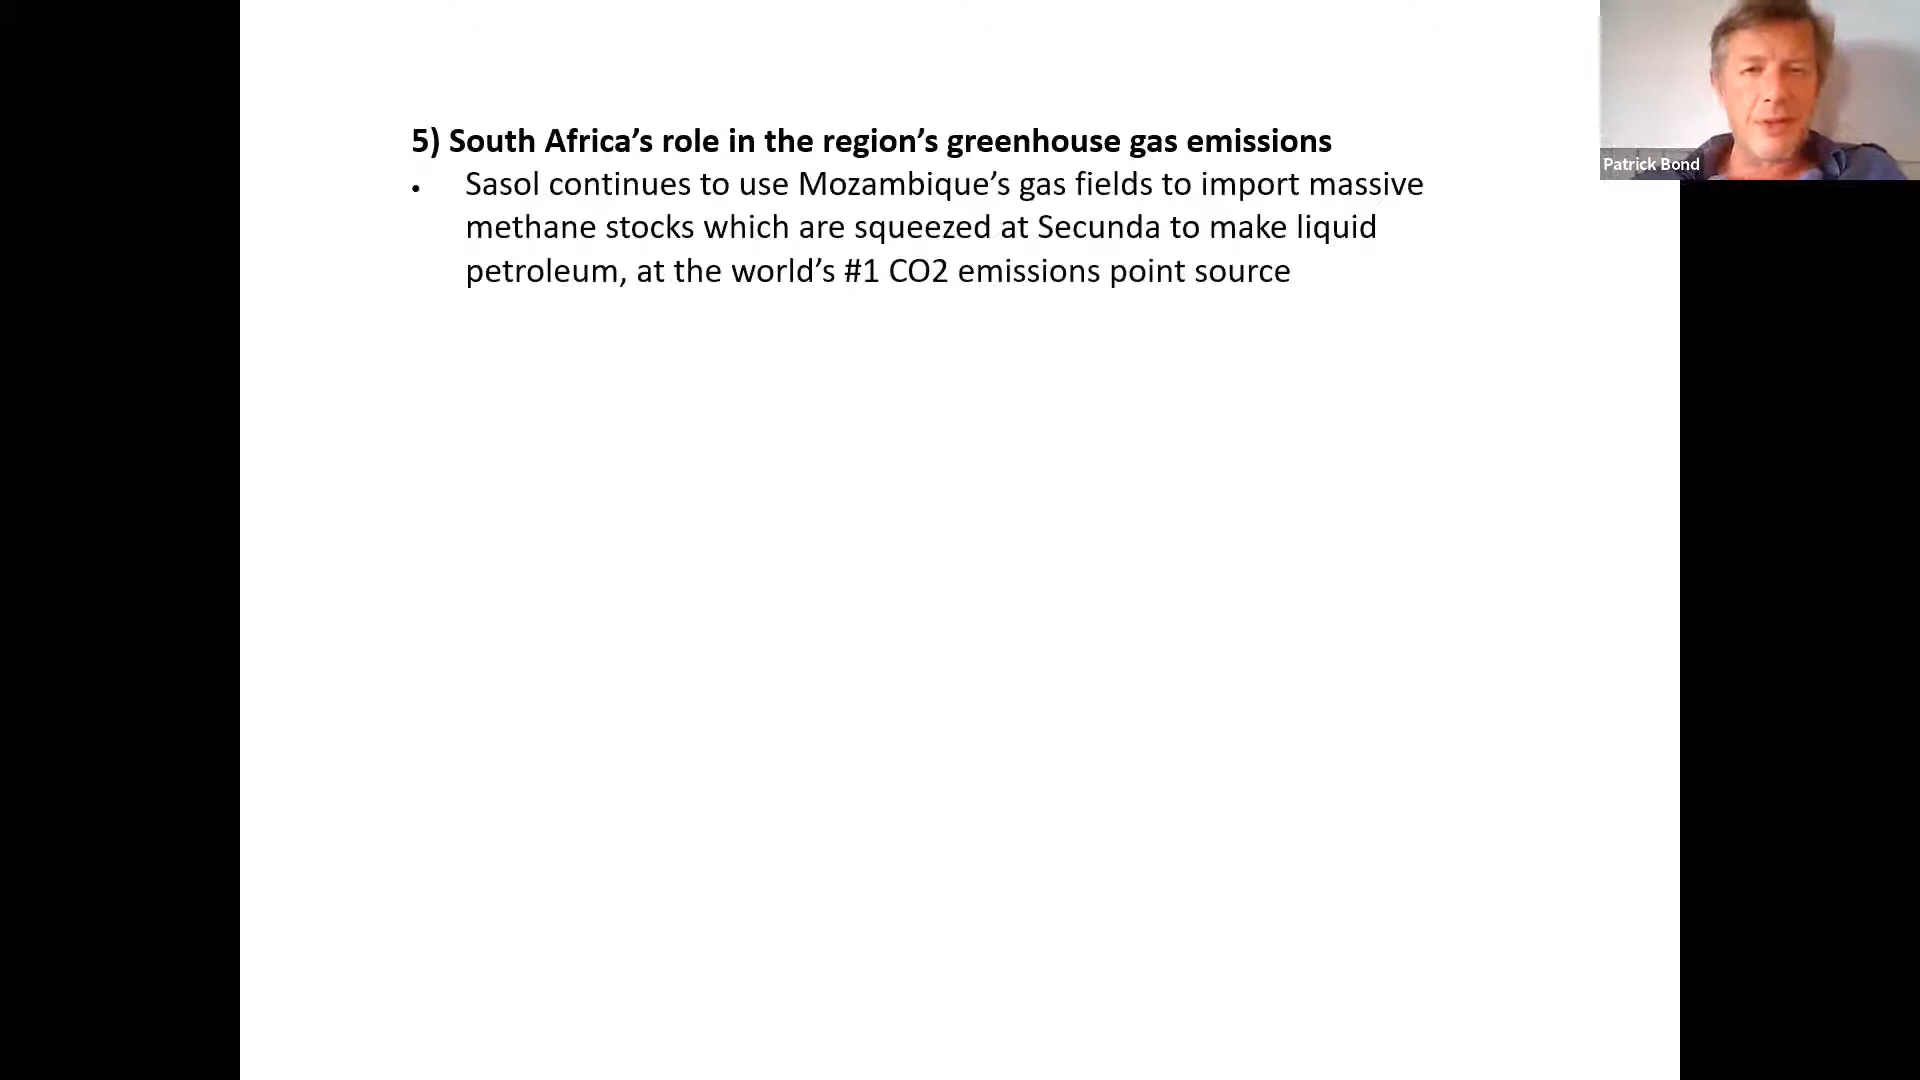 5) South Africa’s role in the region’s greenhouse gas emissions
• Sasol continues to use Mozambique’s gas fields to import massive
methane stocks which are squeezed at Secunda to make liquid
petroleum, at the world’s #1 CO2 emissions point source
Patrick Bond